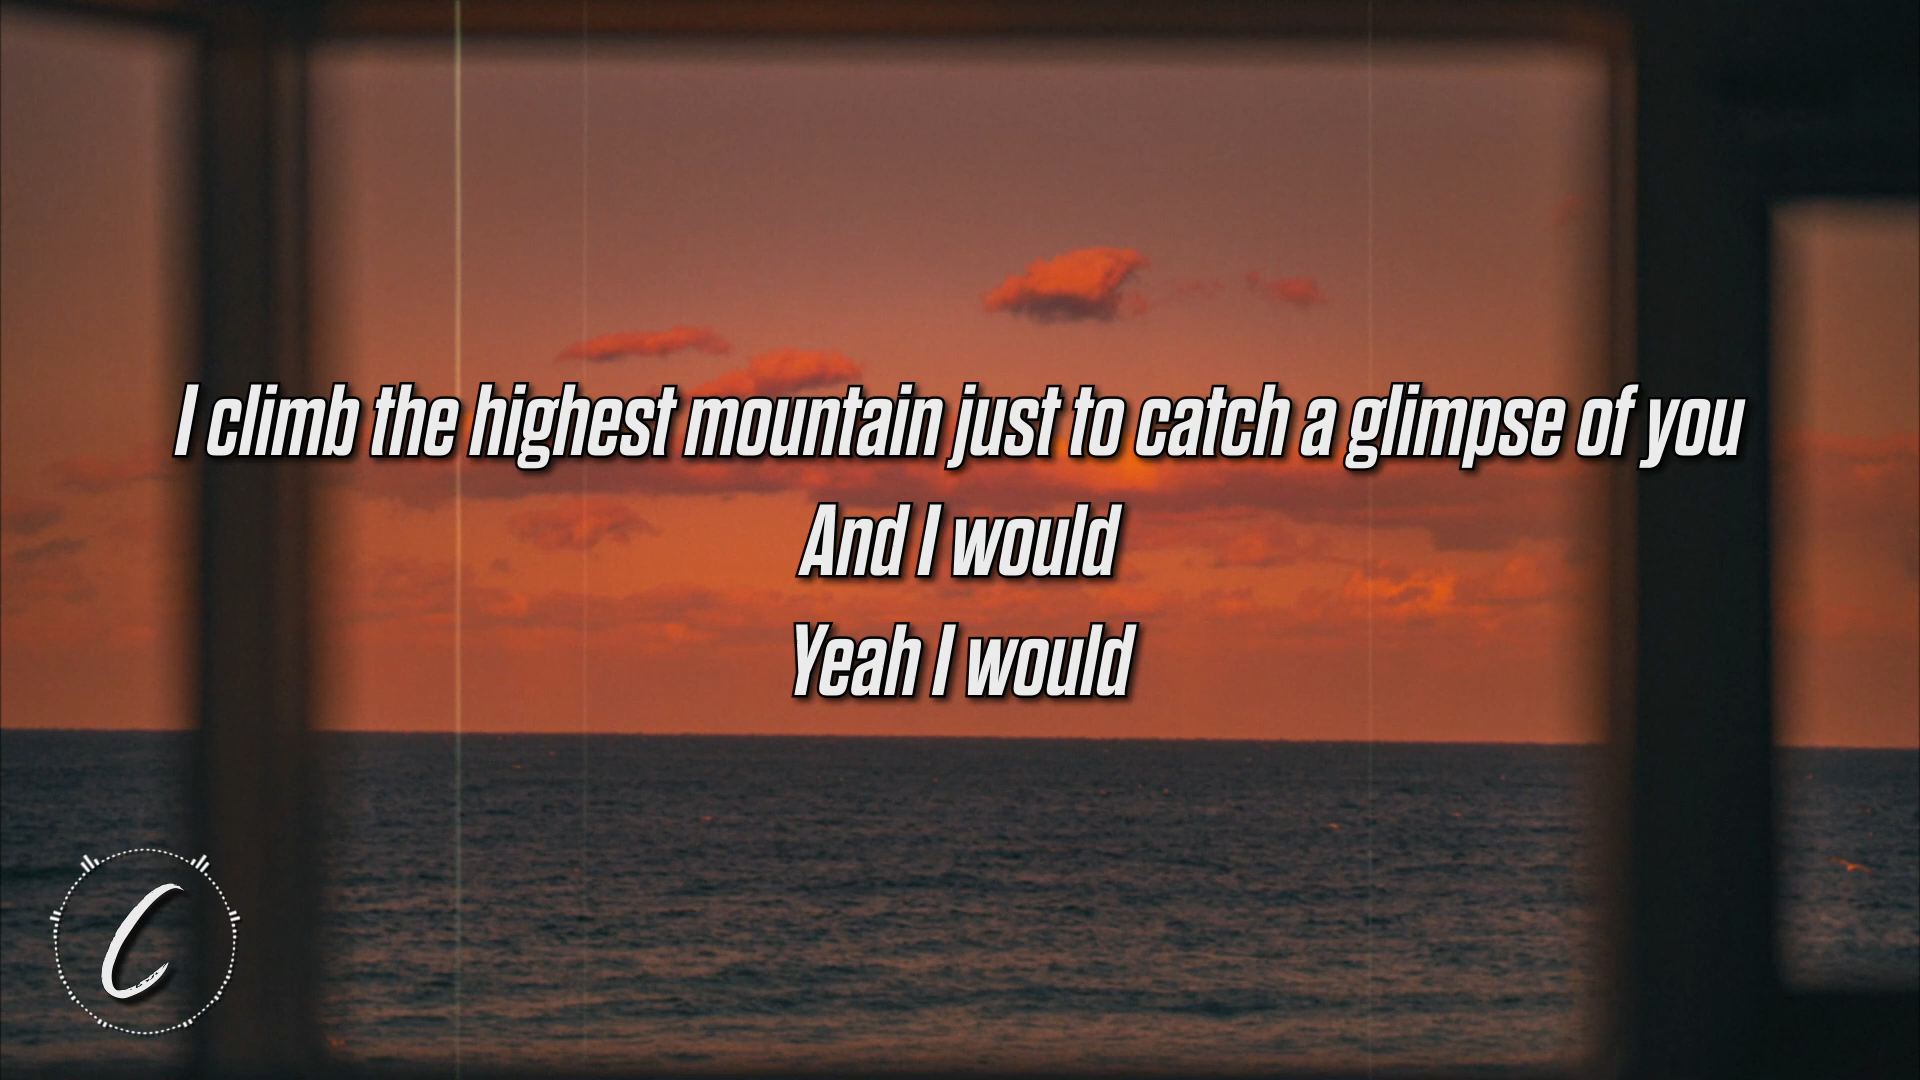 I climb the highest mountain just to catch a glimpse of you
And I would
Yeah I would
C